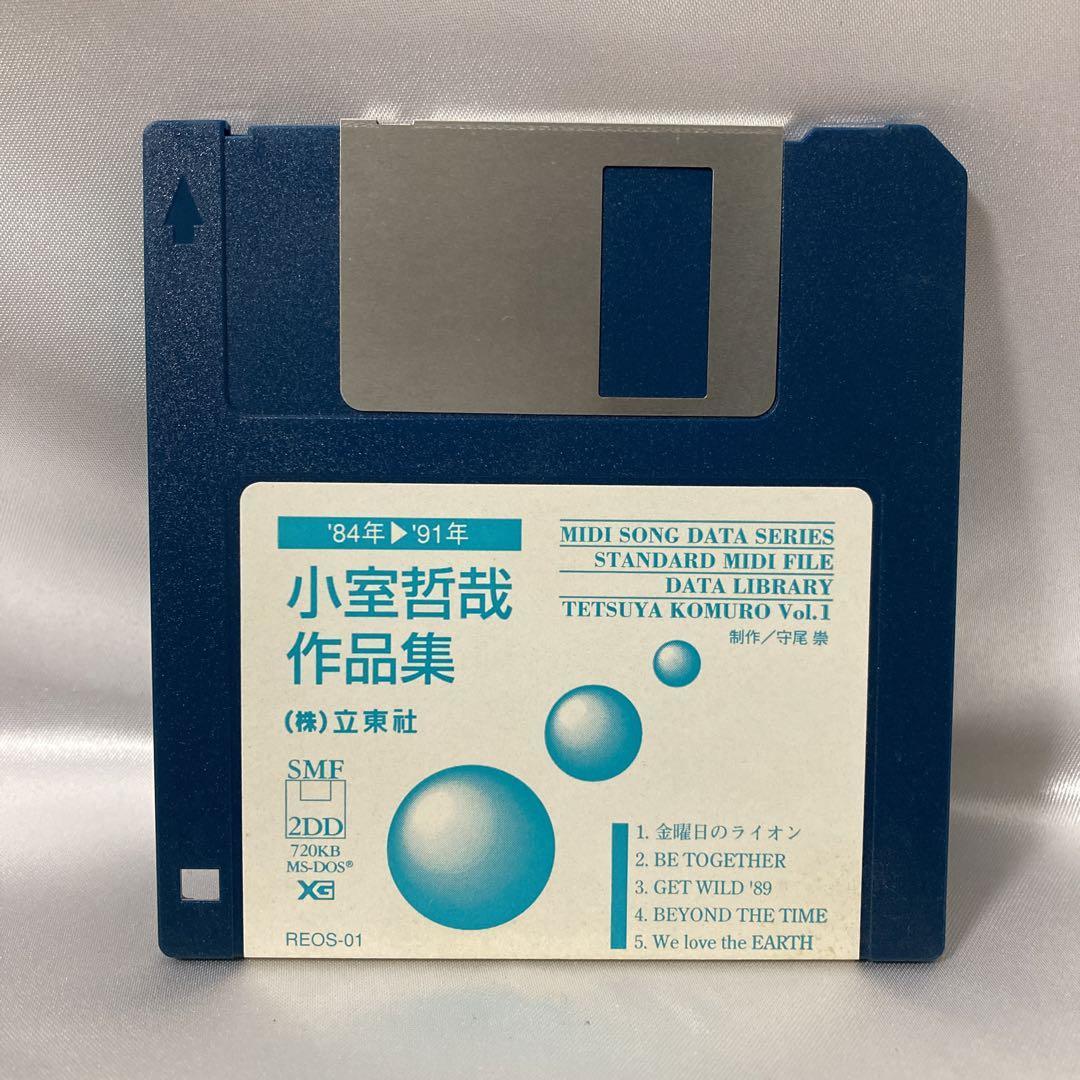 '84年▶'91年
小室哲哉
作品集
(株)立東社
MIDI SONG DATA SERIES
STANDARD MIDI FILE
DATA LIBRARY
TETSUYA KOMURO Vol.1
制作／守尾 崇
SMF
2DD
720KB
MS-DOS®
XG
REOS-01
1. 金曜日のライオン
2. BE TOGETHER
3. GET WILD '89
4. BEYOND THE TIME
5. We love the EARTH